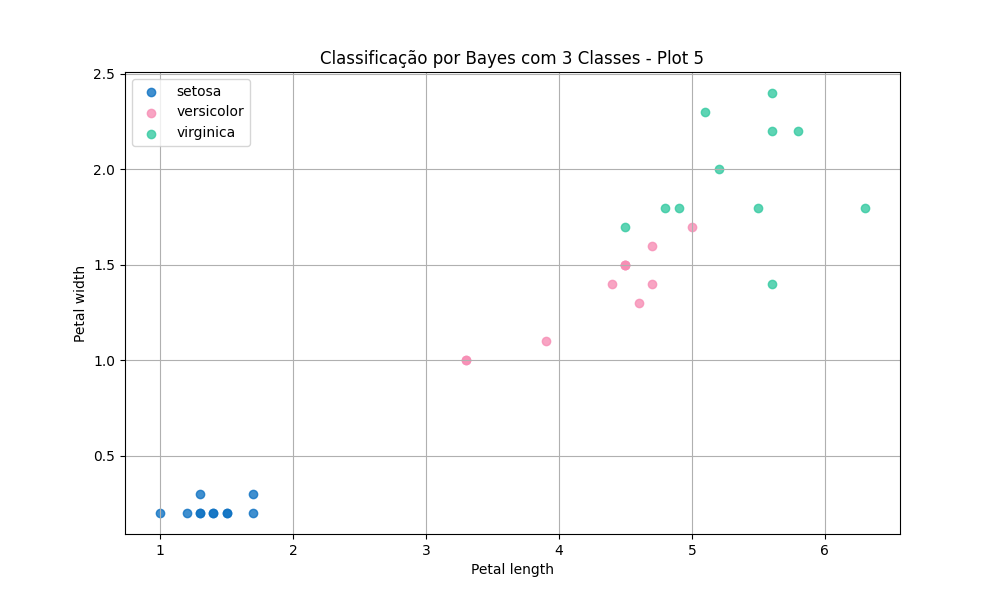 Classificação por Bayes com 3 Classes - Plot 5
setosa
versicolor
virginica
2.5
2.0
1.5
1.0
0.5
Petal width
1 2 3 4 5 6
Petal length